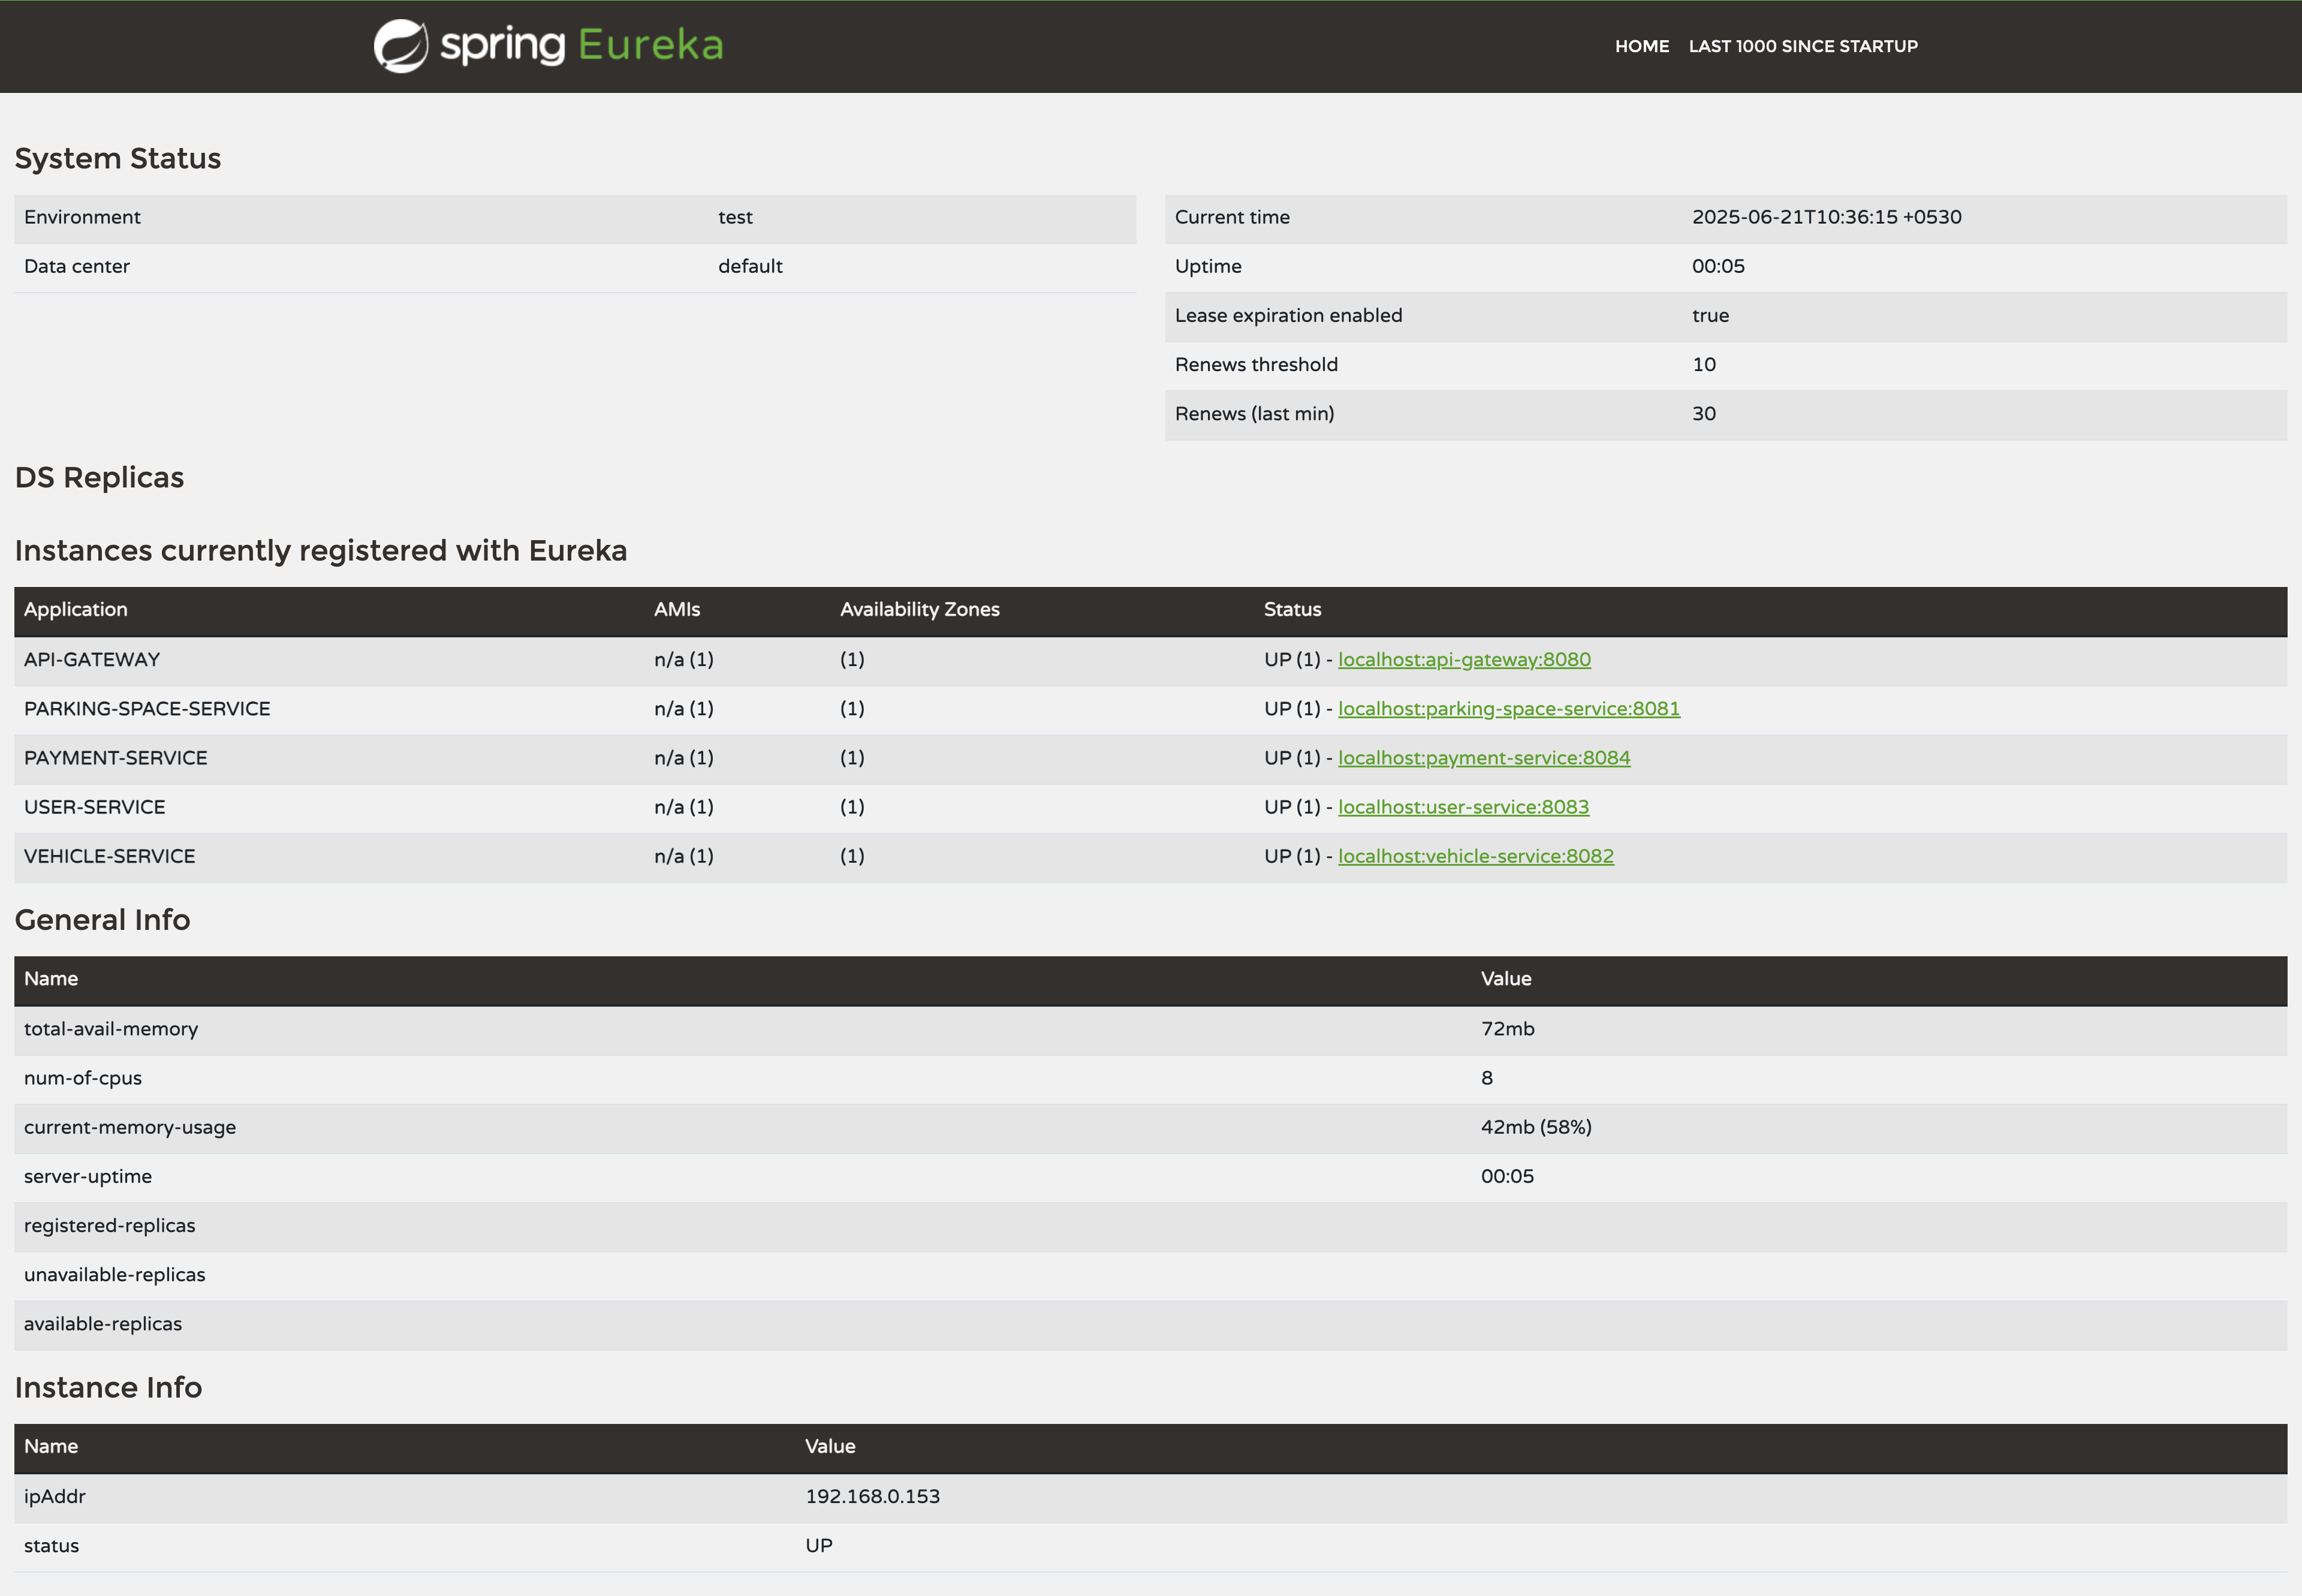 spring Eureka
HOME LAST 1000 SINCE STARTUP
System Status
Environment test
Data center default
Current time 2025-06-21T10:36:15 +0530
Uptime 00:05
Lease expiration enabled true
Renews threshold 10
Renews (last min) 30
DS Replicas
Instances currently registered with Eureka
Application AMIs Availability Zones Status
API-GATEWAY n/a (1) (1) UP (1) - localhost:api-gateway:8080
PARKING-SPACE-SERVICE n/a (1) (1) UP (1) - localhost:parking-space-service:8081
PAYMENT-SERVICE n/a (1) (1) UP (1) - localhost:payment-service:8084
USER-SERVICE n/a (1) (1) UP (1) - localhost:user-service:8083
VEHICLE-SERVICE n/a (1) (1) UP (1) - localhost:vehicle-service:8082
General Info
Name Value
total-avail-memory 72mb
num-of-cpus 8
current-memory-usage 42mb (58%)
server-uptime 00:05
registered-replicas
unavailable-replicas
available-replicas
Instance Info
Name Value
ipAddr 192.168.0.153
status UP